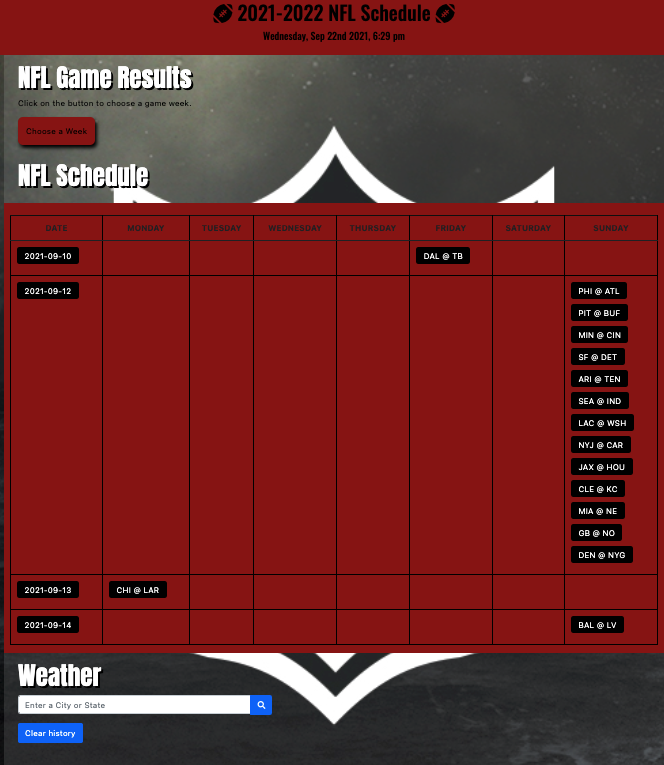 2021-2022 NFL Schedule
Wednesday, Sep 22nd 2021, 6:29 pm
NFL Game Results
Click on the button to choose a game week.
Choose a Week
NFL Schedule
DATE MONDAY TUESDAY WEDNESDAY THURSDAY FRIDAY SATURDAY SUNDAY
2021-09-10 DAL @ TB
2021-09-12 PHI @ ATL
PIT @ BUF
MIN @ CIN
SF @ DET
ARI @ TEN
SEA @ IND
LAC @ WSH
NYJ @ CAR
JAX @ HOU
CLE @ KC
MIA @ NE
GB @ NO
DEN @ NYG
2021-09-13 CHI @ LAR
2021-09-14 BAL @ LV
Weather
Enter a City or State
Clear history